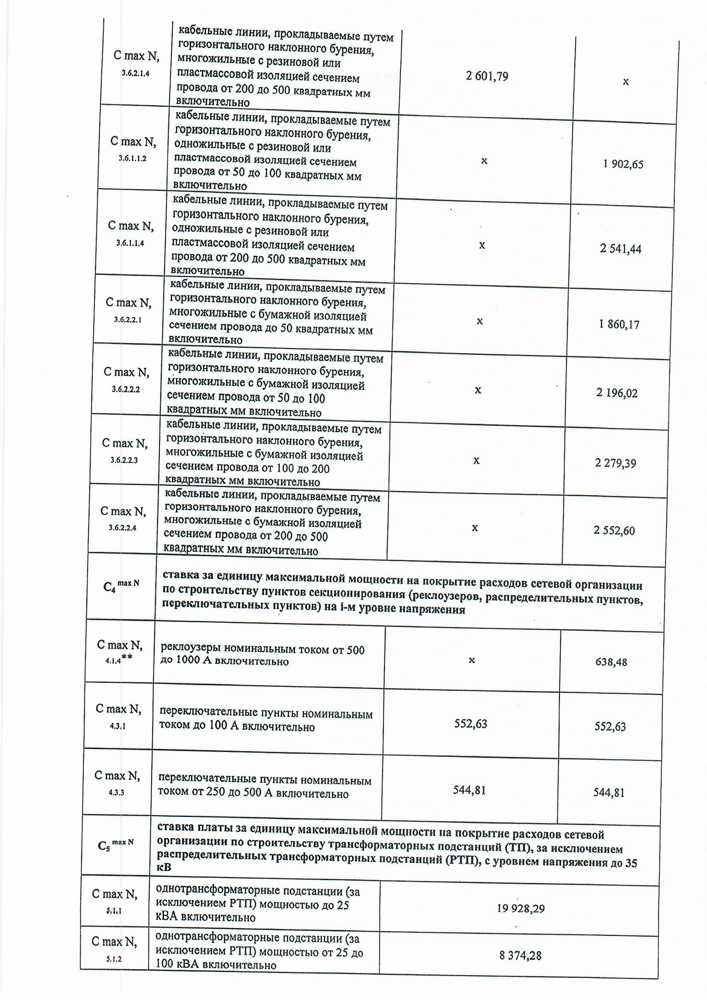 кабельные линии, прокладываемые путем
горизонтального наклонного бурения,
C max N,
многожильные с резиновой или
3.6.2.1.4
пластмассовой изоляцией сечением
2 601,79
x
провода от 200 до 500 квадратных мм
включительно
кабельные линии, прокладываемые путем
горизонтального наклонного бурения,
C max N,
одножильные с резиновой или
3.6.1.1.2
пластмассовой изоляцией сечением
x
1 902,65
провода от 50 до 100 квадратных мм
включительно
кабельные линии, прокладываемые путем
горизонтального наклонного бурения,
C max N,
одножильные с резиновой или
3.6.1.1.4
пластмассовой изоляцией сечением
x
2 541,44
провода от 200 до 500 квадратных мм
включительно
кабельные линии, прокладываемые путем
горизонтального наклонного бурения,
C max N,
многожильные с бумажной изоляцией
3.6.2.2.1
сечением провода до 50 квадратных мм
x
1 860,17
включительно
кабельные линии, прокладываемые путем
горизонтального наклонного бурения,
C max N,
многожильные с бумажной изоляцией
3.6.2.2.2
сечением провода от 50 до 100
x
2 196,02
квадратных мм включительно
кабельные линии, прокладываемые путем
горизонтального наклонного бурения,
C max N,
многожильные с бумажной изоляцией
3.6.2.2.3
сечением провода от 100 до 200
x
2 279,39
квадратных мм включительно
кабельные линии, прокладываемые путем
горизонтального наклонного бурения,
C max N,
многожильные с бумажной изоляцией
3.6.2.2.4
сечением провода от 200 до 500
x
2 552,60
квадратных мм включительно
C4 max N
ставка за единицу максимальной мощности на покрытие расходов сетевой организации
по строительству пунктов секционирования (реклоузеров, распределительных пунктов,
переключательных пунктов) на i-м уровне напряжения
C max N,
4.1.4**
реклоузеры номинальным током от 500
до 1000 А включительно
x
638,48
C max N,
4.3.1
переключательные пункты номинальным
током до 100 А включительно
552,63
552,63
C max N,
4.3.3
переключательные пункты номинальным
током от 250 до 500 А включительно
544,81
544,81
C5 max N
ставка платы за единицу максимальной мощности на покрытие расходов сетевой
организации по строительству трансформаторных подстанций (ТП), за исключением
распределительных трансформаторных подстанций (РТП), с уровнем напряжения до 35
кВ
C max N,
5.1.1
однотрансформаторные подстанции (за
исключением РТП) мощностью до 25
кВА включительно
19 928,29
C max N,
5.1.2
однотрансформаторные подстанции (за
исключением РТП) мощностью от 25 до
100 кВА включительно
8 374,28